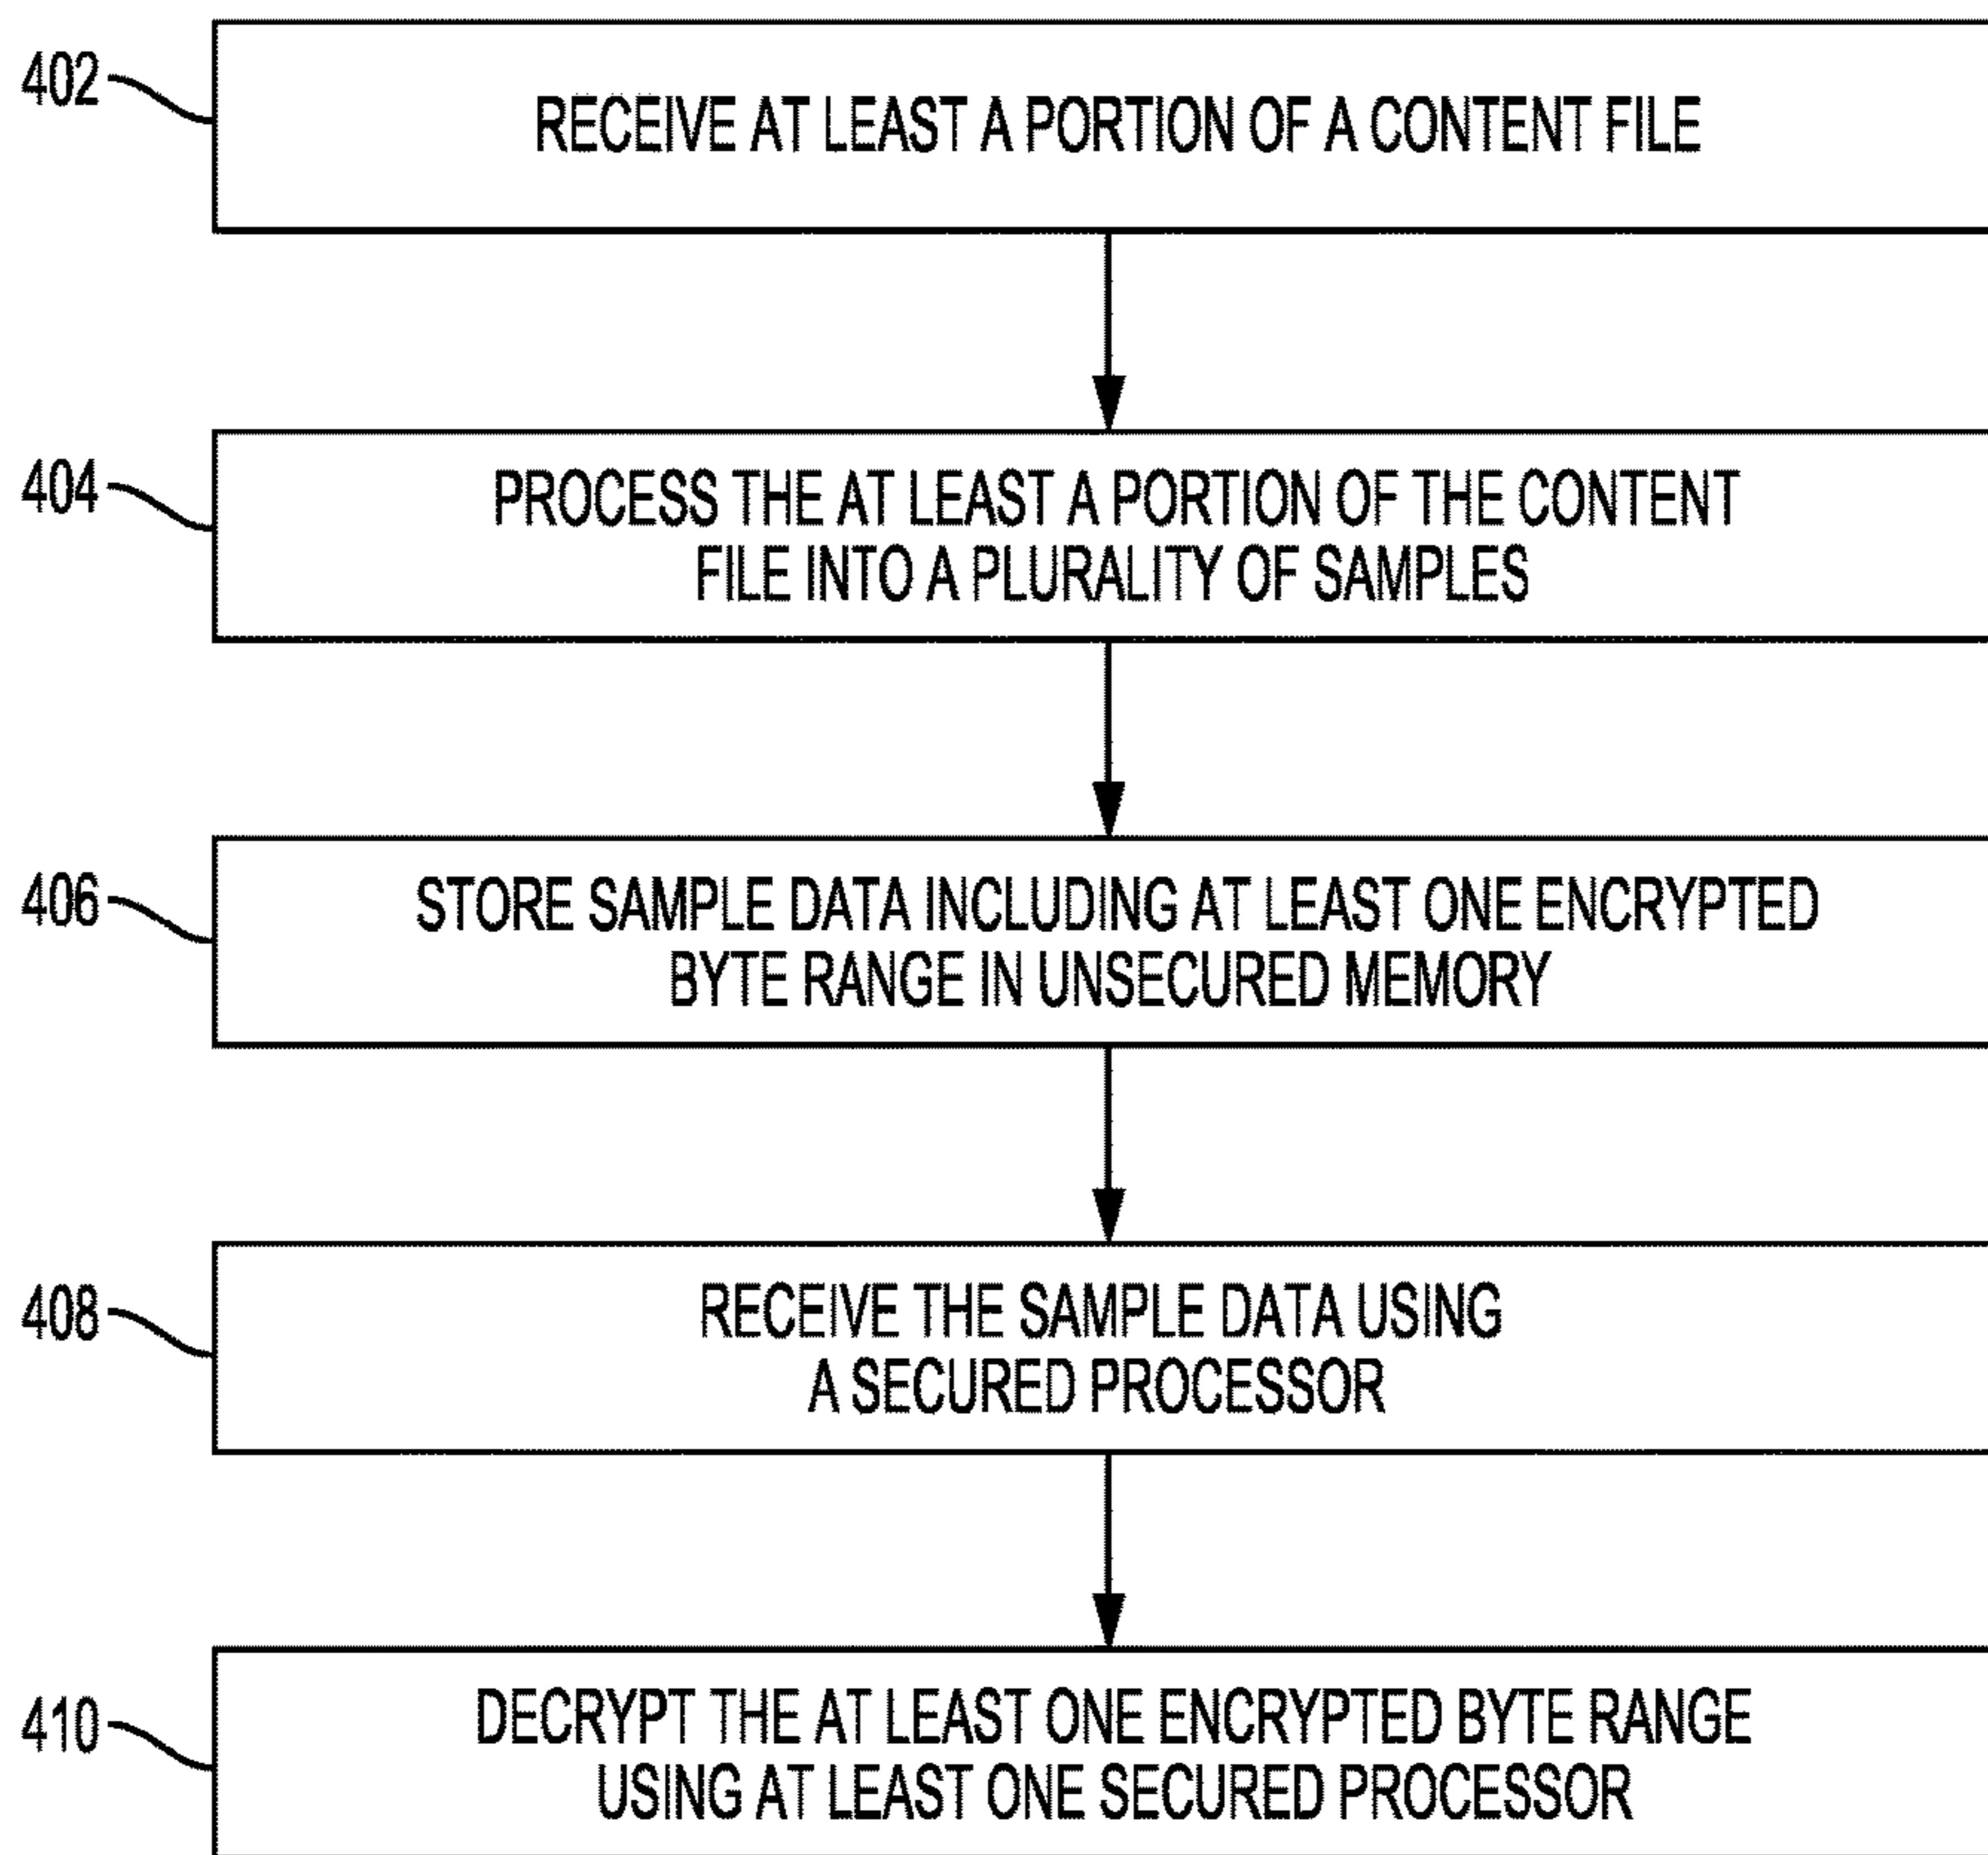 402
RECEIVE AT LEAST A PORTION OF A CONTENT FILE
404
PROCESS THE AT LEAST A PORTION OF THE CONTENT
FILE INTO A PLURALITY OF SAMPLES
406
STORE SAMPLE DATA INCLUDING AT LEAST ONE ENCRYPTED
BYTE RANGE IN UNSECURED MEMORY
408
RECEIVE THE SAMPLE DATA USING
A SECURED PROCESSOR
410
DECRYPT THE AT LEAST ONE ENCRYPTED BYTE RANGE
USING AT LEAST ONE SECURED PROCESSOR